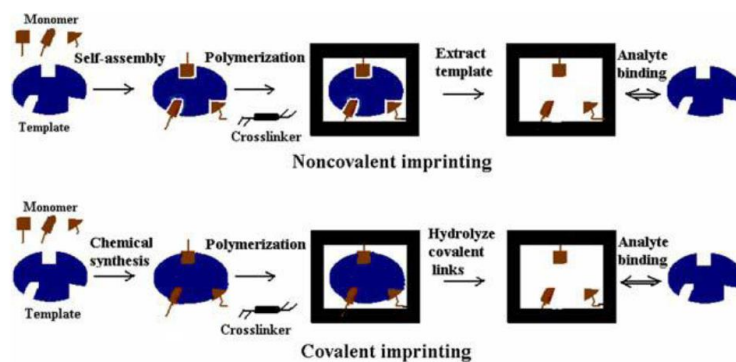 Monomer
Self-assembly
Polymerization
Extract
template
Analyte
binding
Template
Crosslinker
Noncovalent imprinting
Monomer
Chemical
synthesis
Polymerization
Hydrolyze
covalent
links
Analyte
binding
Template
Crosslinker
Covalent imprinting